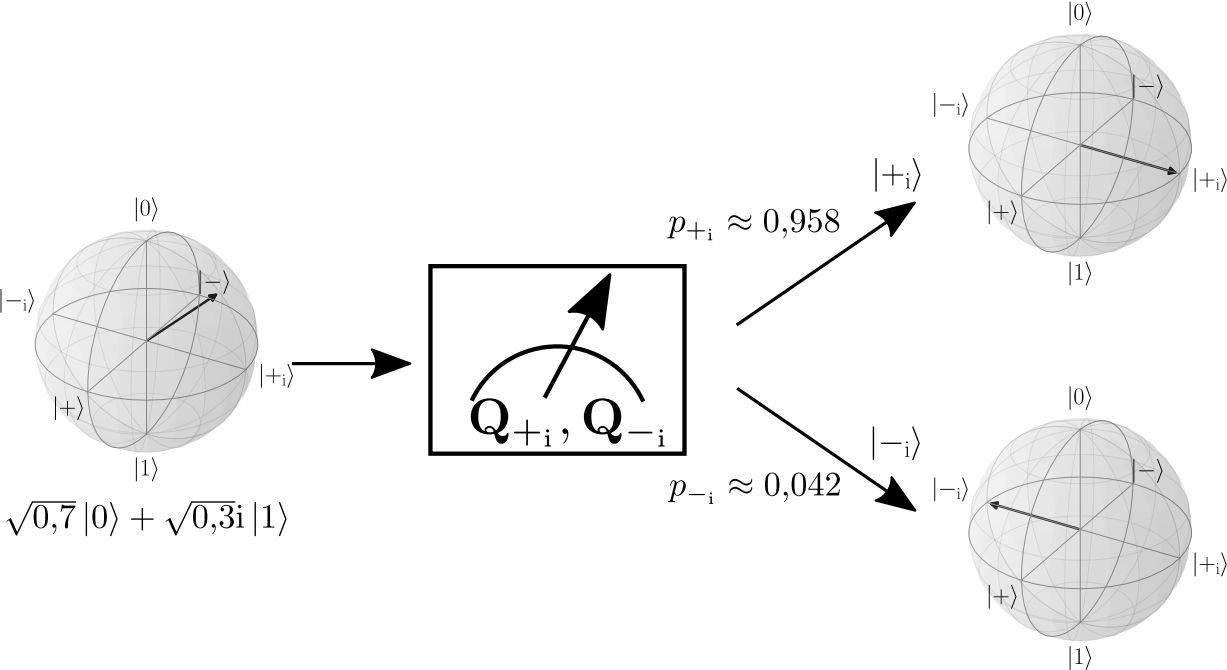 |0⟩
|−⟩
|−ᵢ⟩
|+ᵢ⟩
|+⟩
|1⟩
√0,7 |0⟩ + √0,3i |1⟩
Q₊ᵢ, Q₋ᵢ
|+ᵢ⟩
p₊ᵢ ≈ 0,958
|−ᵢ⟩
p₋ᵢ ≈ 0,042
|0⟩
|−⟩
|−ᵢ⟩
|+ᵢ⟩
|+⟩
|1⟩
|0⟩
|−⟩
|−ᵢ⟩
|+ᵢ⟩
|+⟩
|1⟩